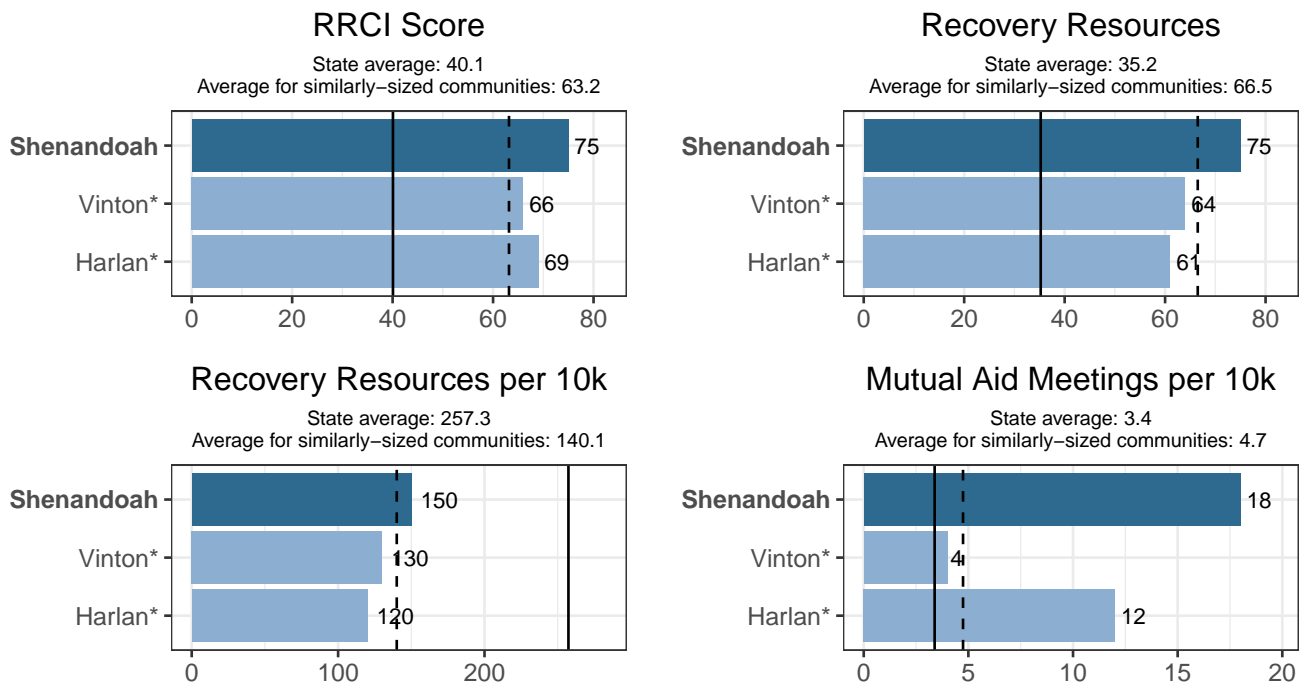 RRCI Score
State average: 40.1
Average for similarly−sized communities: 63.2
Shenandoah
75
Vinton*
66
Harlan*
69
0 20 40 60 80
Recovery Resources
State average: 35.2
Average for similarly−sized communities: 66.5
Shenandoah
75
Vinton*
64
Harlan*
61
0 20 40 60 80
Recovery Resources per 10k
State average: 257.3
Average for similarly−sized communities: 140.1
Shenandoah
150
Vinton*
130
Harlan*
120
0 100 200
Mutual Aid Meetings per 10k
State average: 3.4
Average for similarly−sized communities: 4.7
Shenandoah
18
Vinton*
4
Harlan*
12
0 5 10 15 20